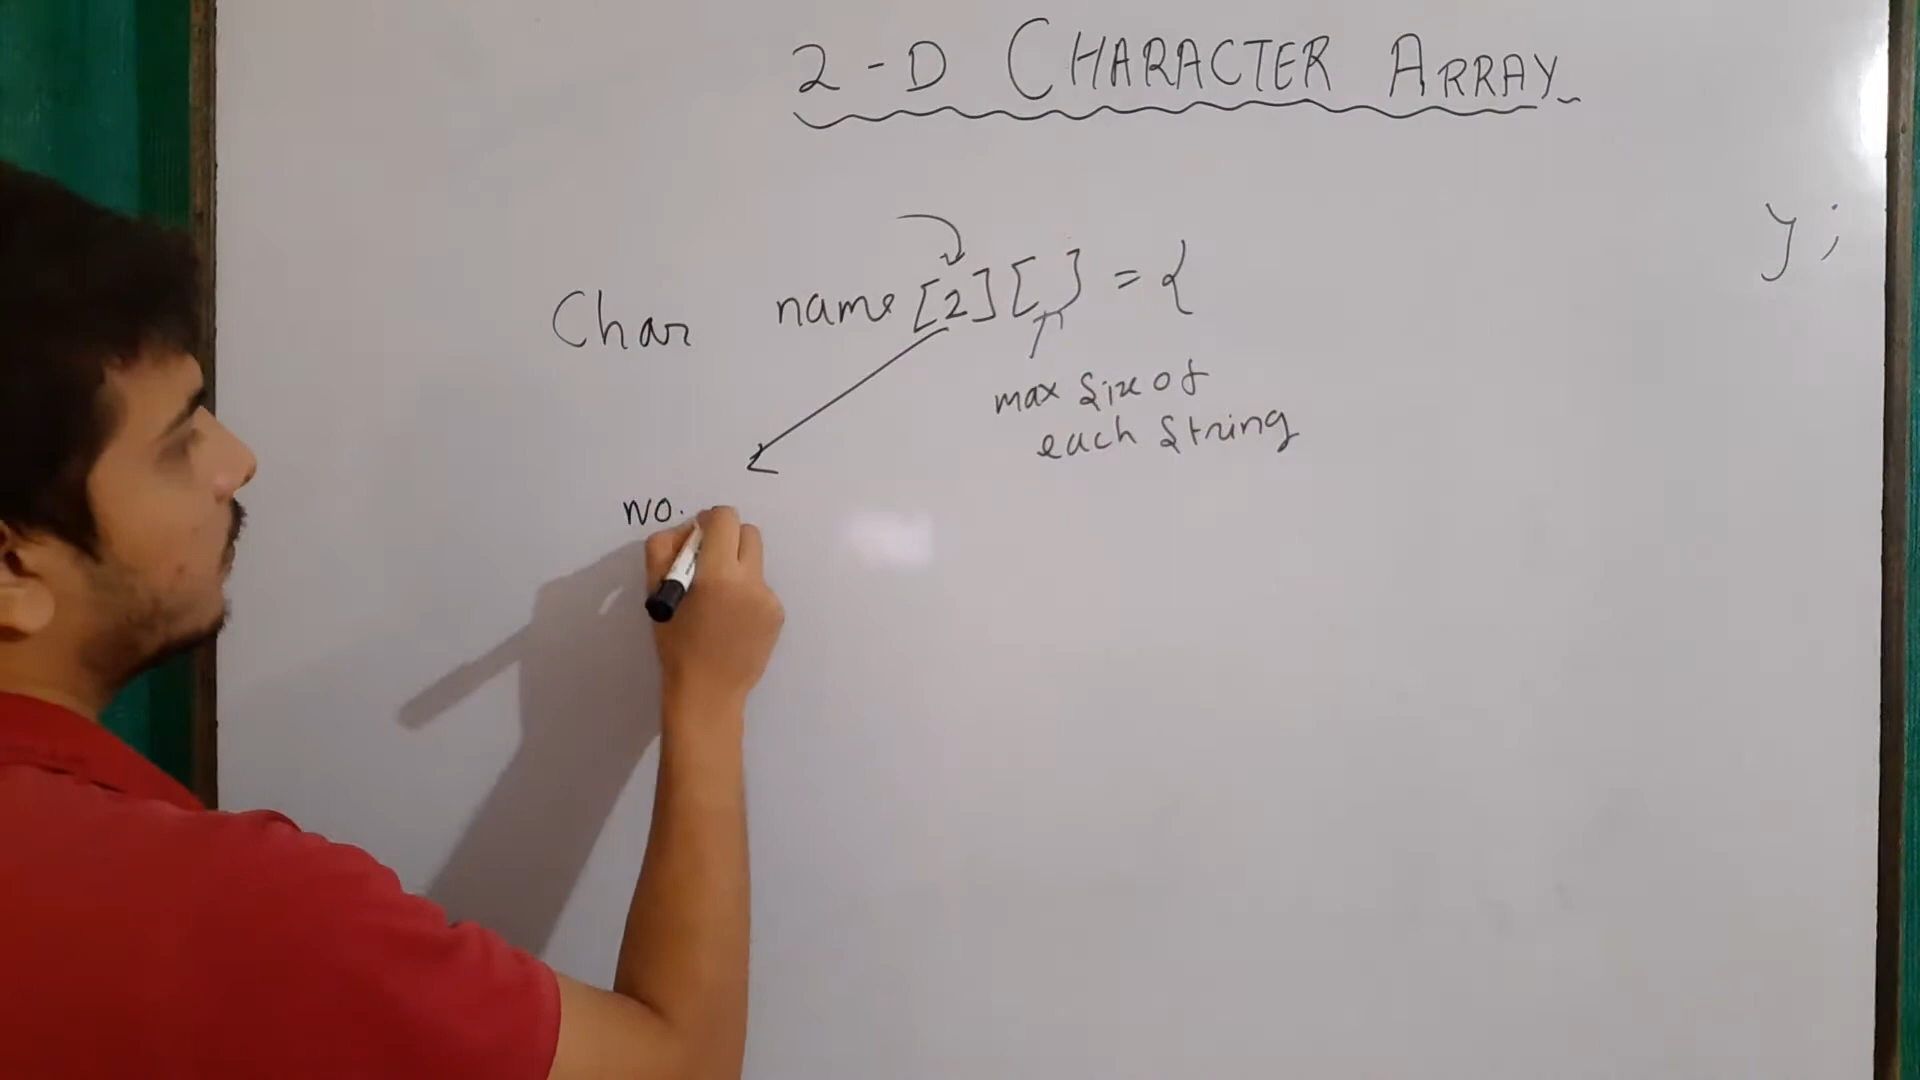 2-D CHARACTER ARRAY
Char name [2][ ] = { };
max size of
each string
NO.